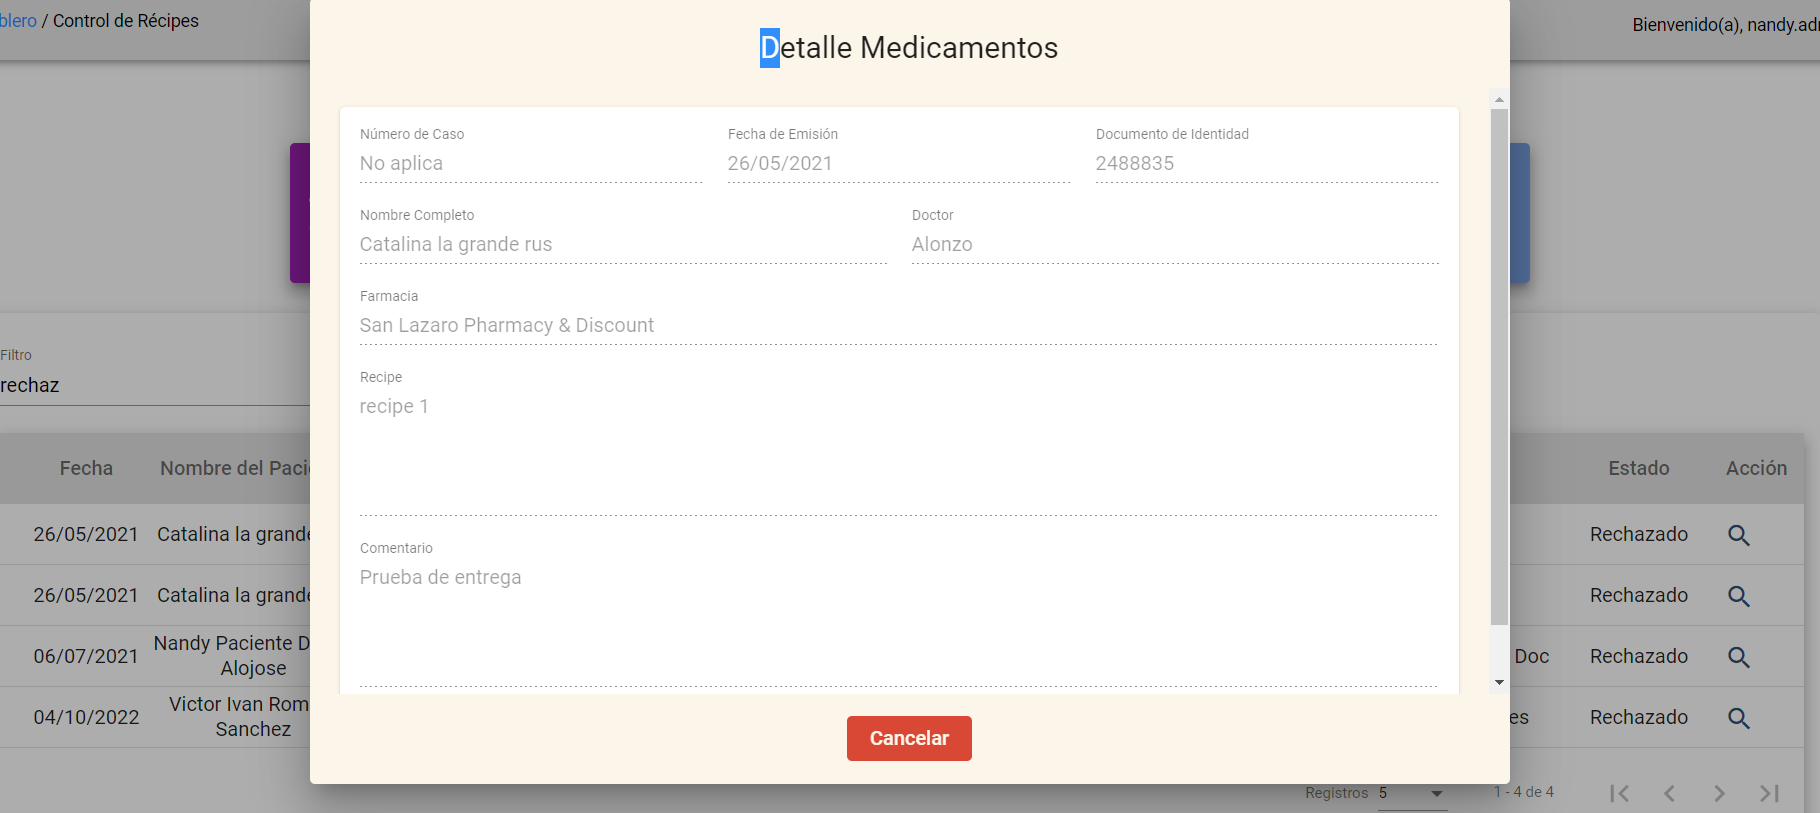 blero / Control de Récipes
Bienvenido(a), nandy.adm
Detalle Medicamentos
Número de Caso
No aplica
Fecha de Emisión
26/05/2021
Documento de Identidad
2488835
Nombre Completo
Catalina la grande rus
Doctor
Alonzo
Farmacia
San Lazaro Pharmacy & Discount
Recipe
recipe 1
Comentario
Prueba de entrega
Cancelar
Filtro
rechaz
Fecha Nombre del Paci Estado Acción
26/05/2021 Catalina la grande Rechazado
26/05/2021 Catalina la grande Rechazado
06/07/2021 Nandy Paciente D Doc Rechazado
Alojose
04/10/2022 Victor Ivan Rom es Rechazado
Sanchez
Registros 5 1 - 4 de 4